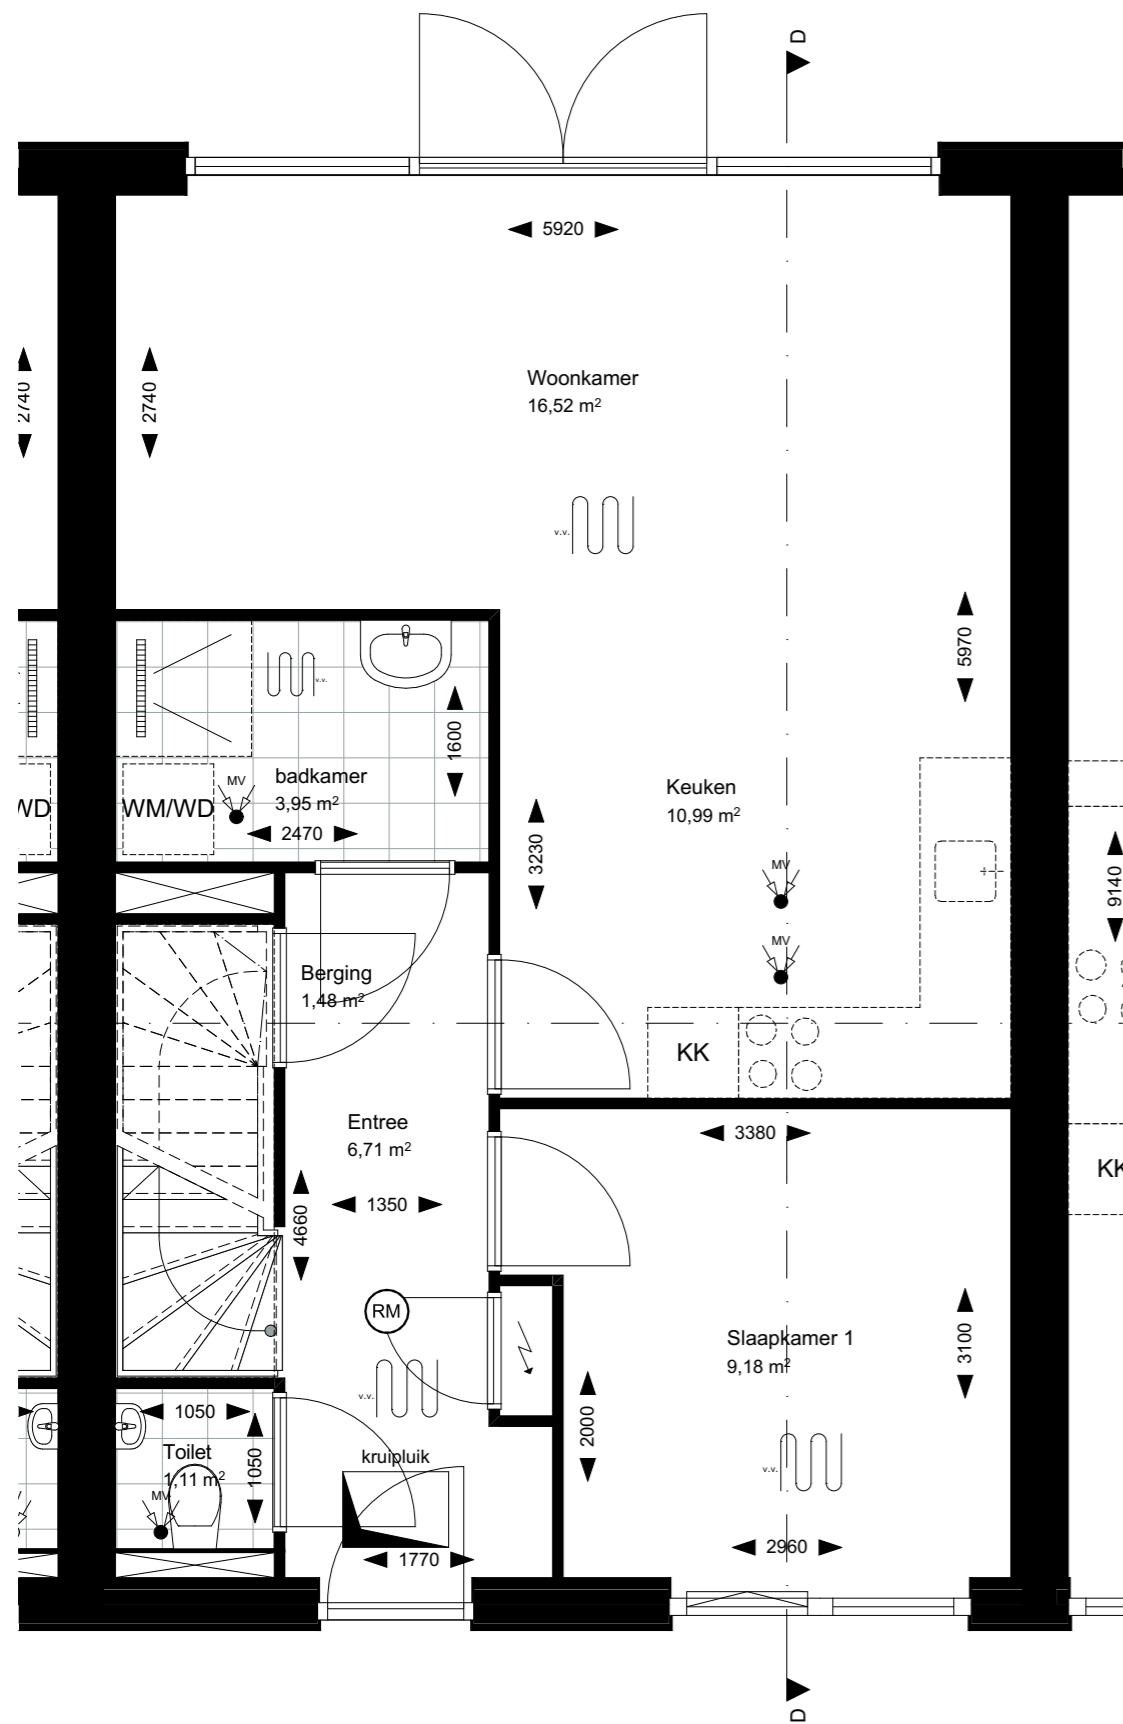 D
5920
2740
2740
Woonkamer
16,52 m²
v.v.
5970
v.v.
1600
badkamer
3,95 m²
MV
WD
WM/WD
2470
Keuken
10,99 m²
3230
MV
9140
MV
Berging
1,48 m²
KK
Entree
6,71 m²
3380
KK
1350
4660
RM
Slaapkamer 1
9,18 m²
3100
v.v.
1050
2000
Toilet
1,11 m²
1050
kruipluik
v.v.
MV
1770
2960
D